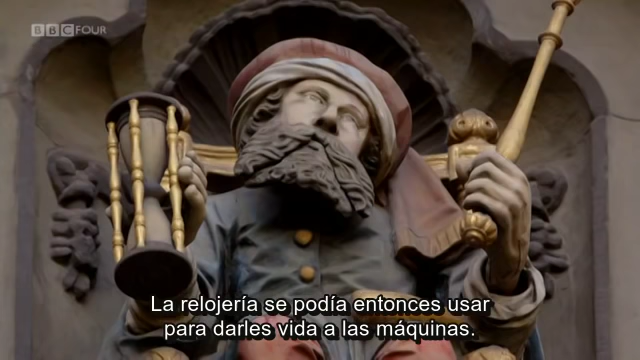 BBC FOUR
La relojería se podía entonces usar
para darles vida a las máquinas.